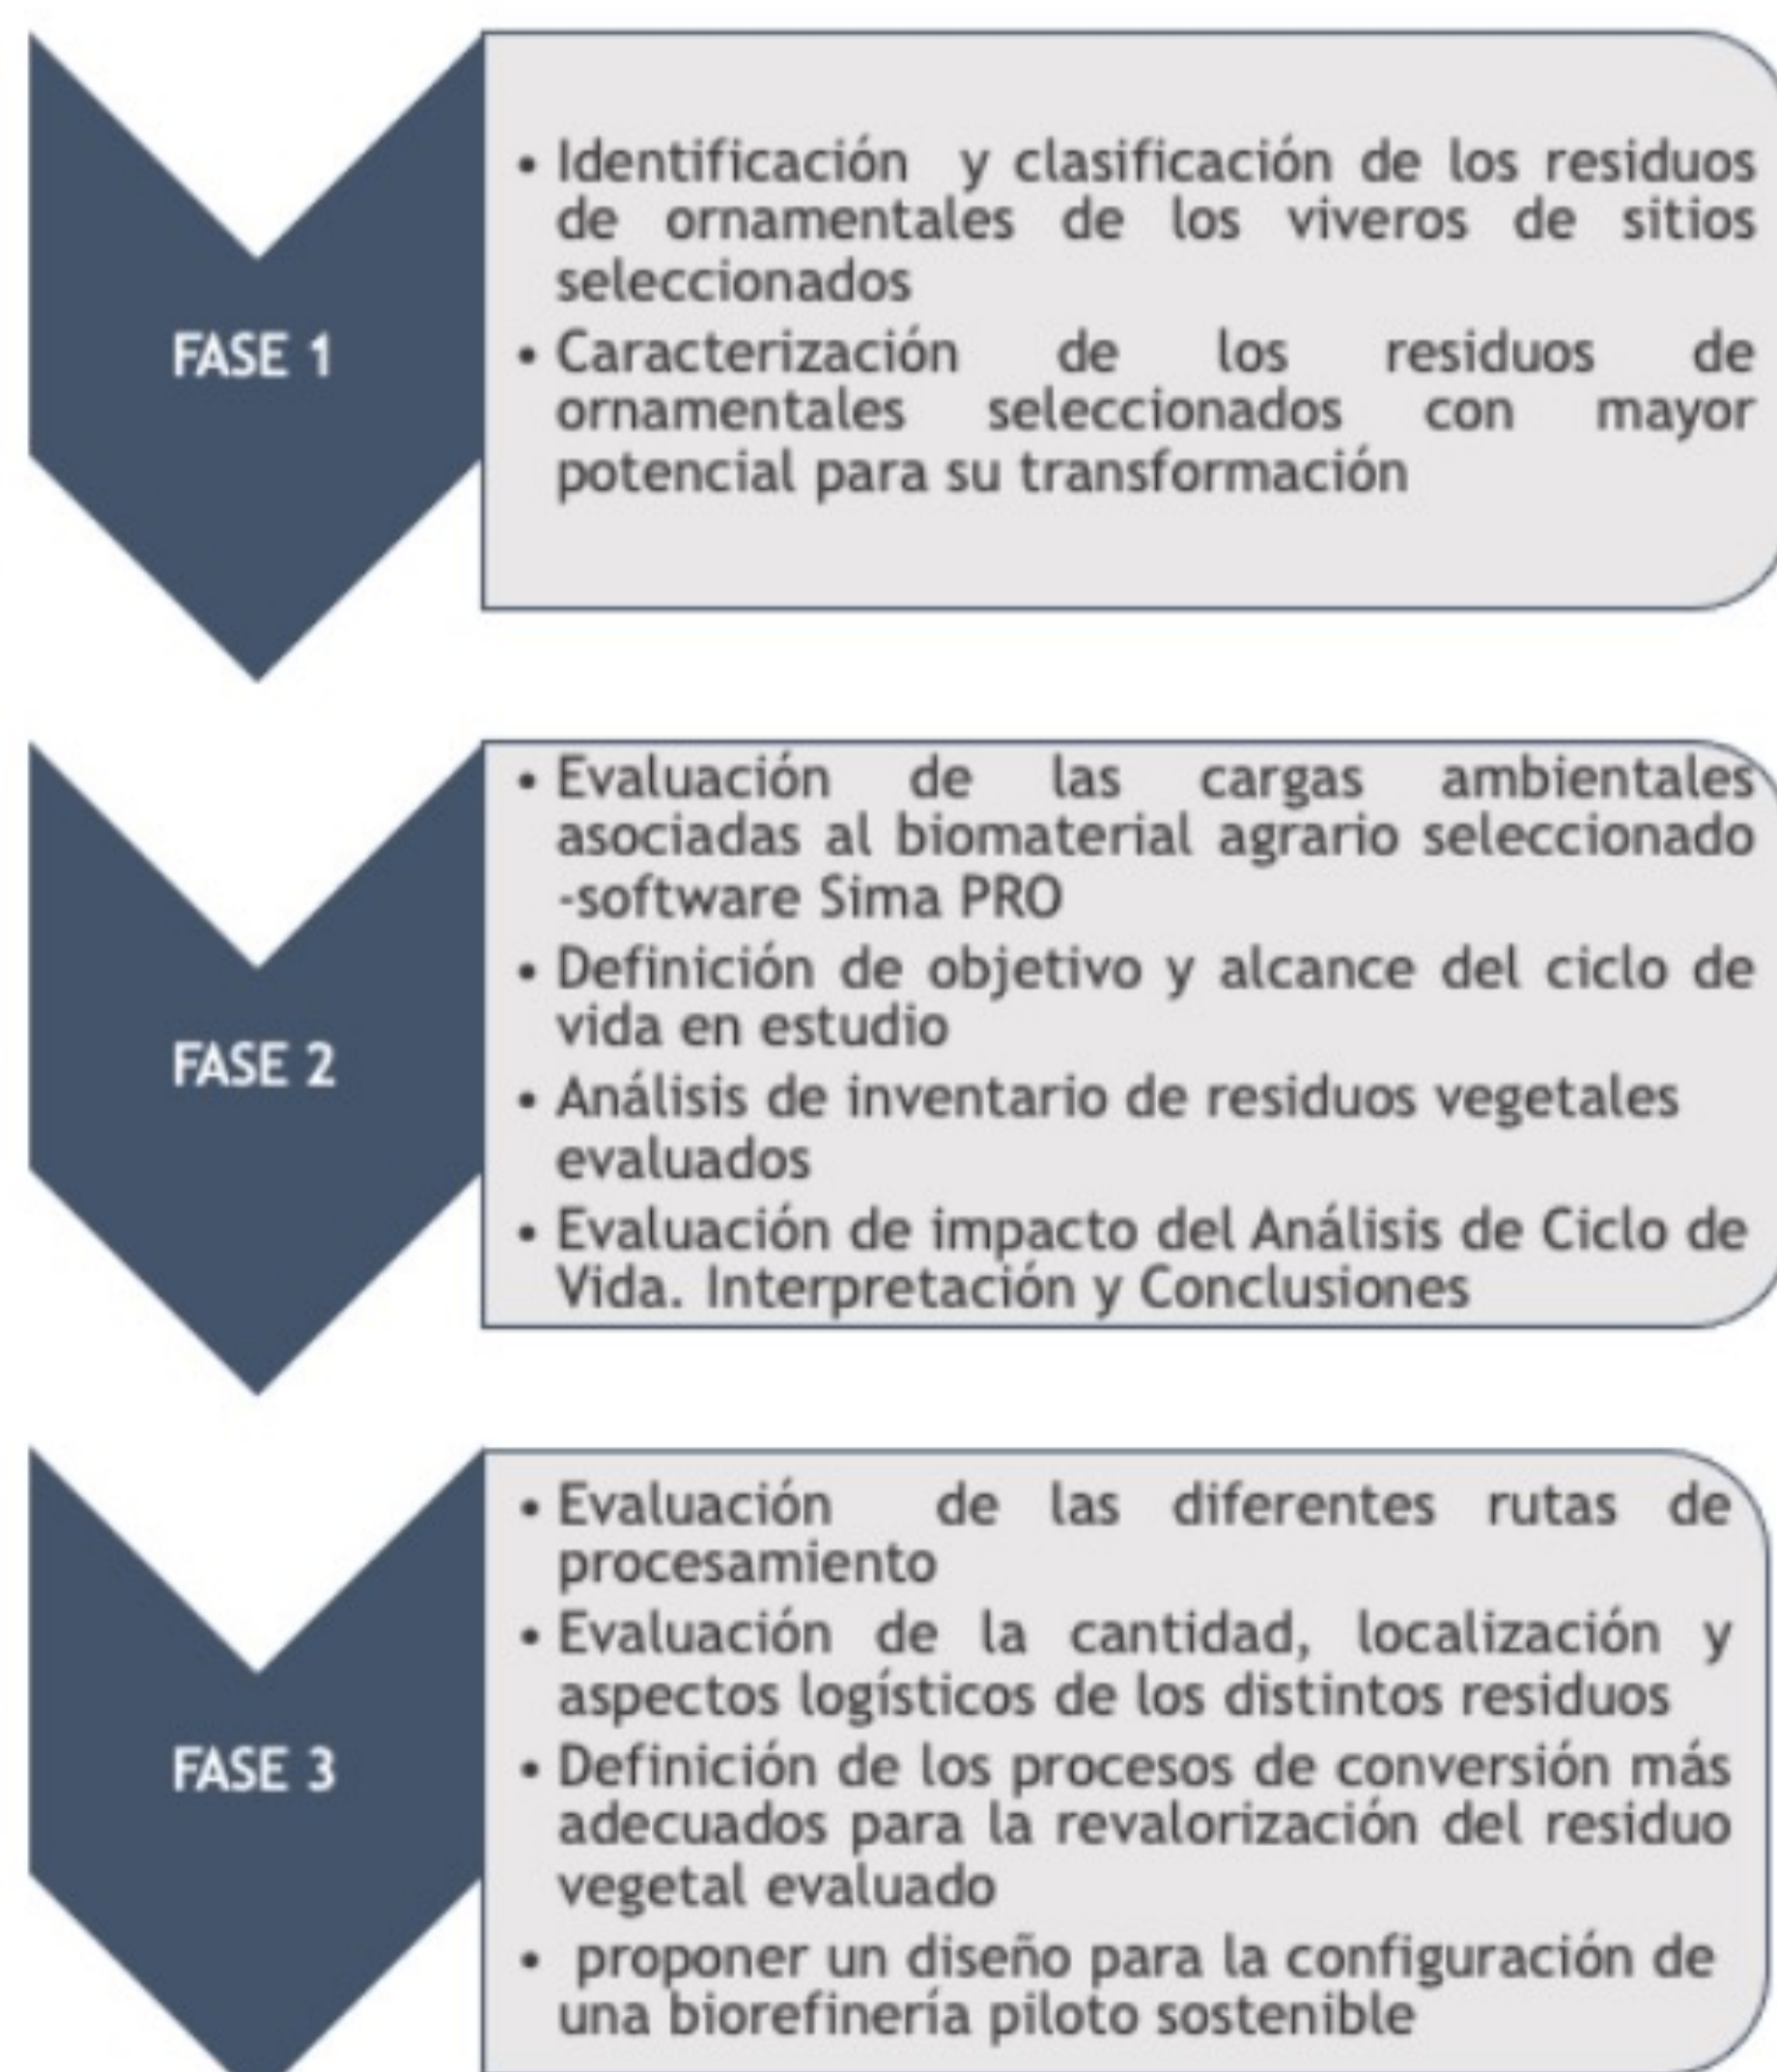 FASE 1
• Identificación y clasificación de los residuos
de ornamentales de los viveros de sitios
seleccionados
• Caracterización de los residuos de
ornamentales seleccionados con mayor
potencial para su transformación
FASE 2
• Evaluación de las cargas ambientales
asociadas al biomaterial agrario seleccionado
-software Sima PRO
• Definición de objetivo y alcance del ciclo de
vida en estudio
• Análisis de inventario de residuos vegetales
evaluados
• Evaluación de impacto del Análisis de Ciclo de
Vida. Interpretación y Conclusiones
FASE 3
• Evaluación de las diferentes rutas de
procesamiento
• Evaluación de la cantidad, localización y
aspectos logísticos de los distintos residuos
• Definición de los procesos de conversión más
adecuados para la revalorización del residuo
vegetal evaluado
• proponer un diseño para la configuración de
una biorefinería piloto sostenible